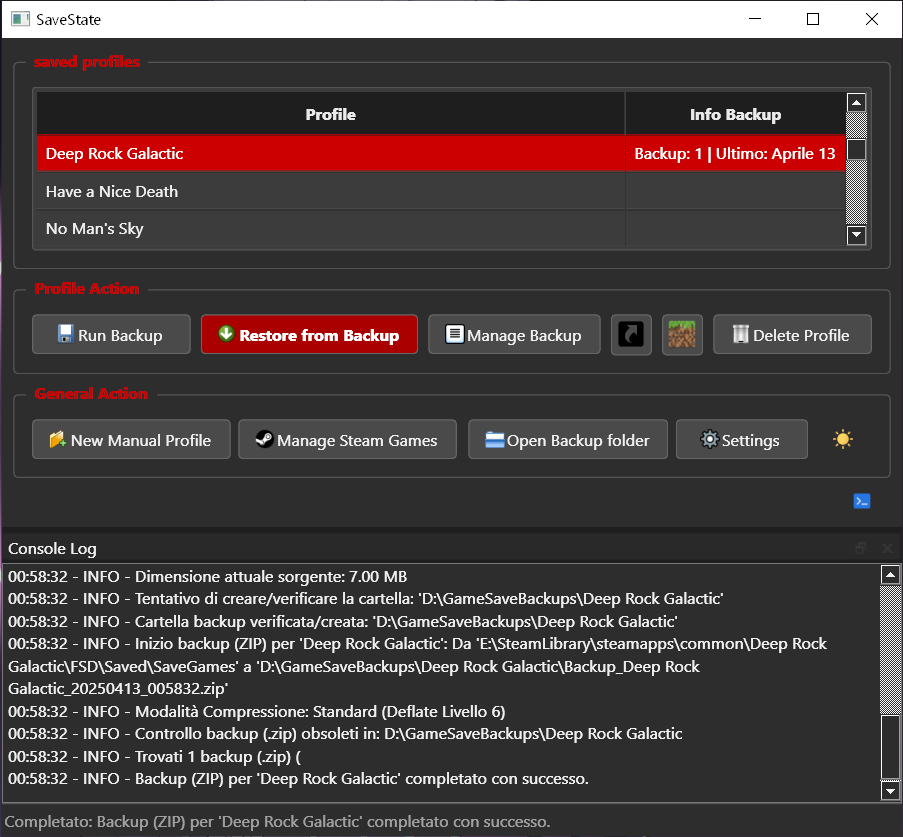 SaveState
saved profiles
Profile Info Backup
Deep Rock Galactic Backup: 1 | Ultimo: Aprile 13
Have a Nice Death
No Man's Sky
Profile Action
Run Backup Restore from Backup Manage Backup Delete Profile
General Action
New Manual Profile Manage Steam Games Open Backup folder Settings
Console Log
00:58:32 - INFO - Dimensione attuale sorgente: 7.00 MB
00:58:32 - INFO - Tentativo di creare/verificare la cartella: 'D:\GameSaveBackups\Deep Rock Galactic'
00:58:32 - INFO - Cartella backup verificata/creata: 'D:\GameSaveBackups\Deep Rock Galactic'
00:58:32 - INFO - Inizio backup (ZIP) per 'Deep Rock Galactic': Da 'E:\SteamLibrary\steamapps\common\Deep Rock
Galactic\FSD\Saved\SaveGames' a 'D:\GameSaveBackups\Deep Rock Galactic\Backup_Deep Rock
Galactic_20250413_005832.zip'
00:58:32 - INFO - Modalità Compressione: Standard (Deflate Livello 6)
00:58:32 - INFO - Controllo backup (.zip) obsoleti in: D:\GameSaveBackups\Deep Rock Galactic
00:58:32 - INFO - Trovati 1 backup (.zip) (
00:58:32 - INFO - Backup (ZIP) per 'Deep Rock Galactic' completato con successo.
Completato: Backup (ZIP) per 'Deep Rock Galactic' completato con successo.